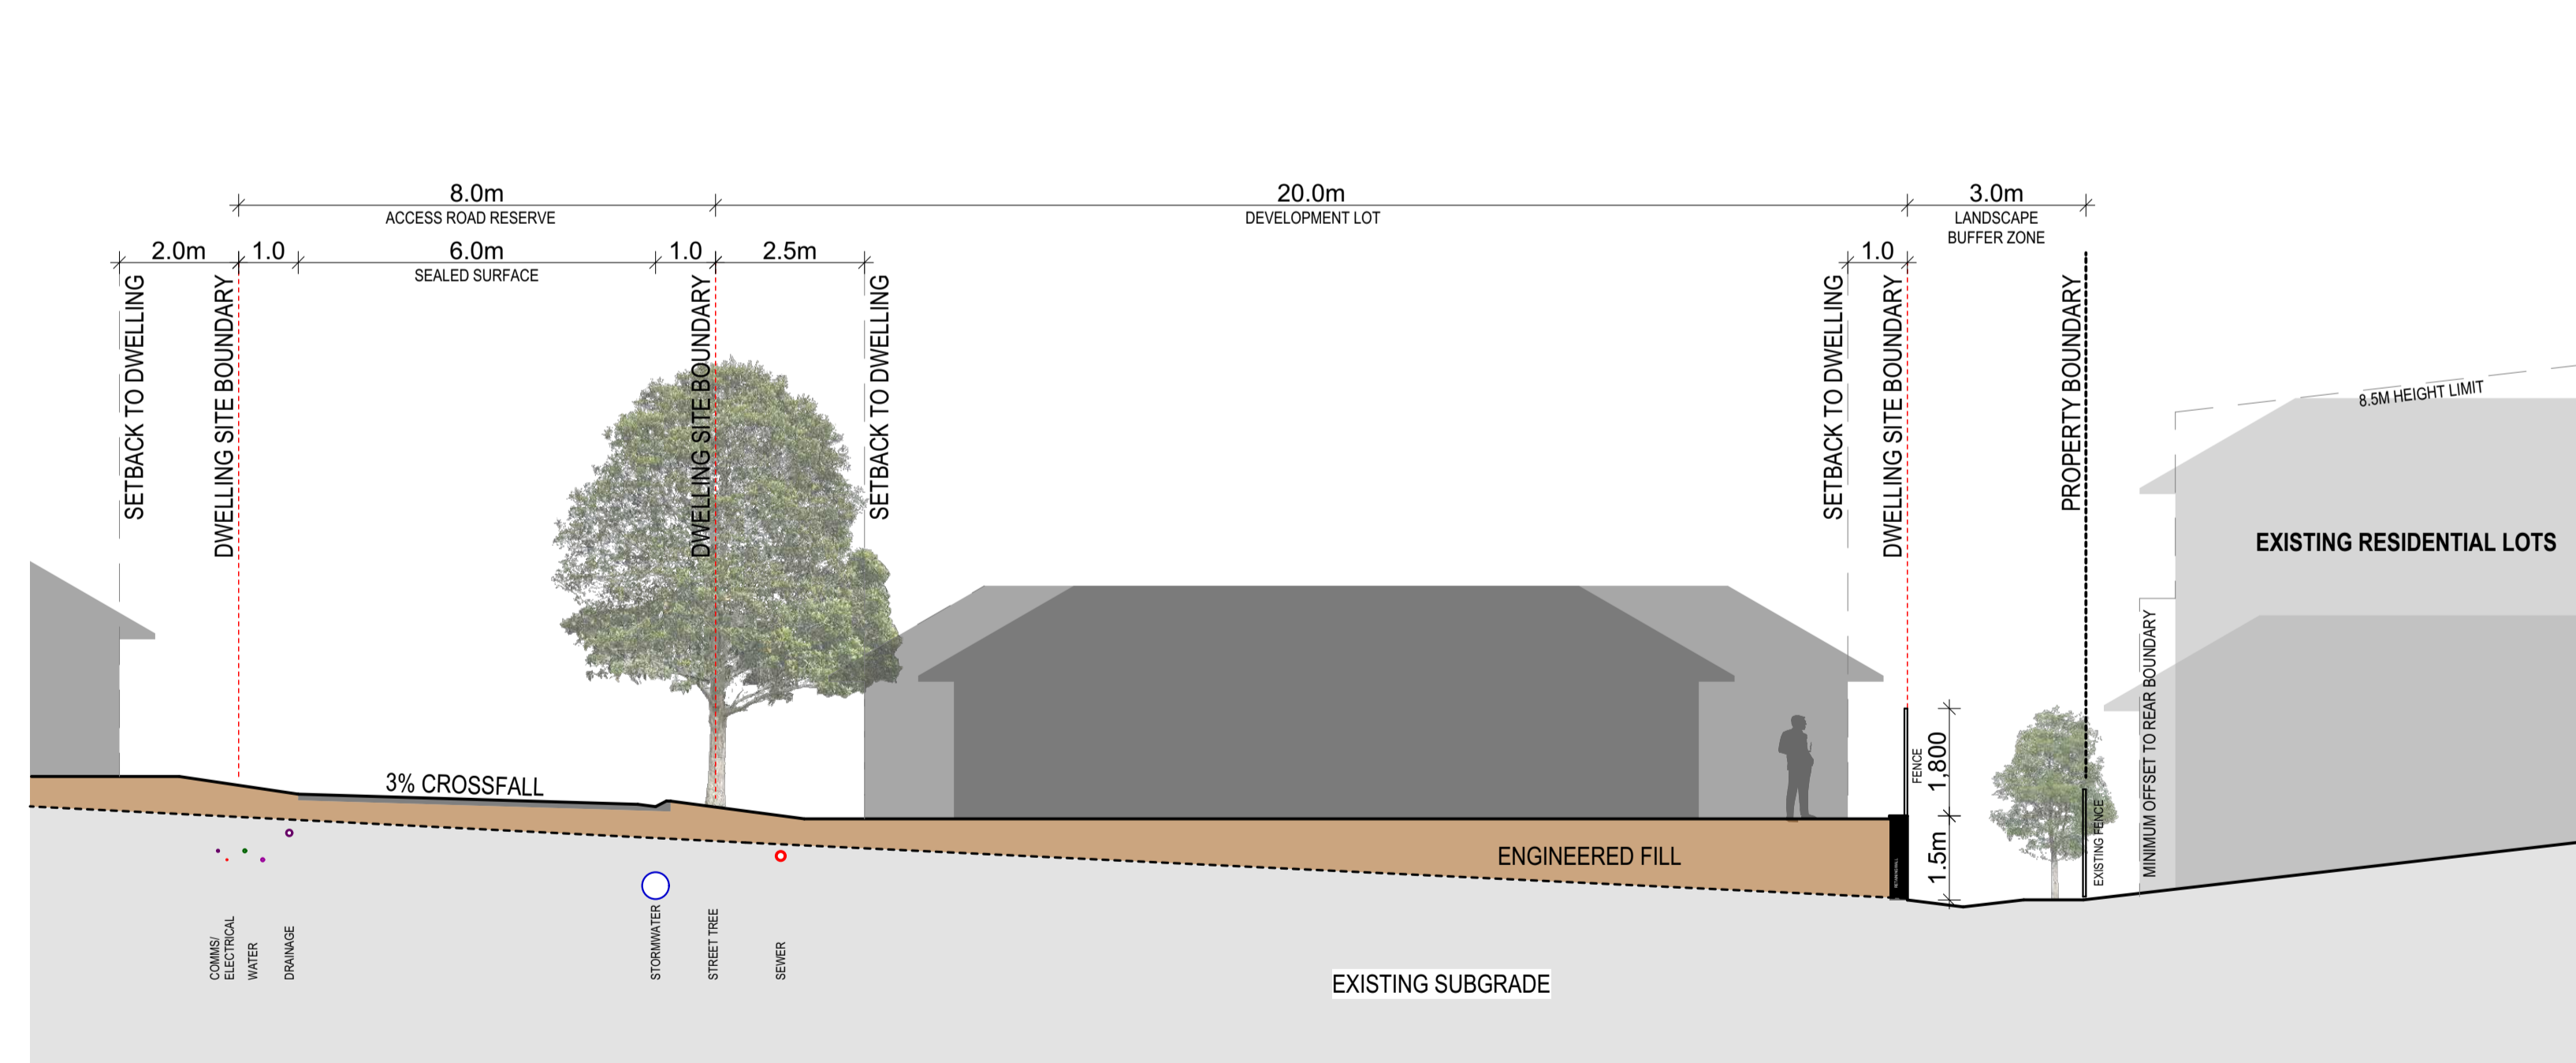 8.0m
ACCESS ROAD RESERVE
20.0m
DEVELOPMENT LOT
3.0m
LANDSCAPE
BUFFER ZONE
2.0m
1.0
6.0m
SEALED SURFACE
1.0
2.5m
1.0
SETBACK TO DWELLING
DWELLING SITE BOUNDARY
DWELLING SITE BOUNDARY
SETBACK TO DWELLING
SETBACK TO DWELLING
DWELLING SITE BOUNDARY
PROPERTY BOUNDARY
8.5M HEIGHT LIMIT
EXISTING RESIDENTIAL LOTS
MINIMUM OFFSET TO REAR BOUNDARY
FENCE
1,800
1.5m
EXISTING FENCE
3% CROSSFALL
ENGINEERED FILL
RETAINING WALL
COMMS/
ELECTRICAL
WATER
DRAINAGE
STORMWATER
STREET TREE
SEWER
EXISTING SUBGRADE